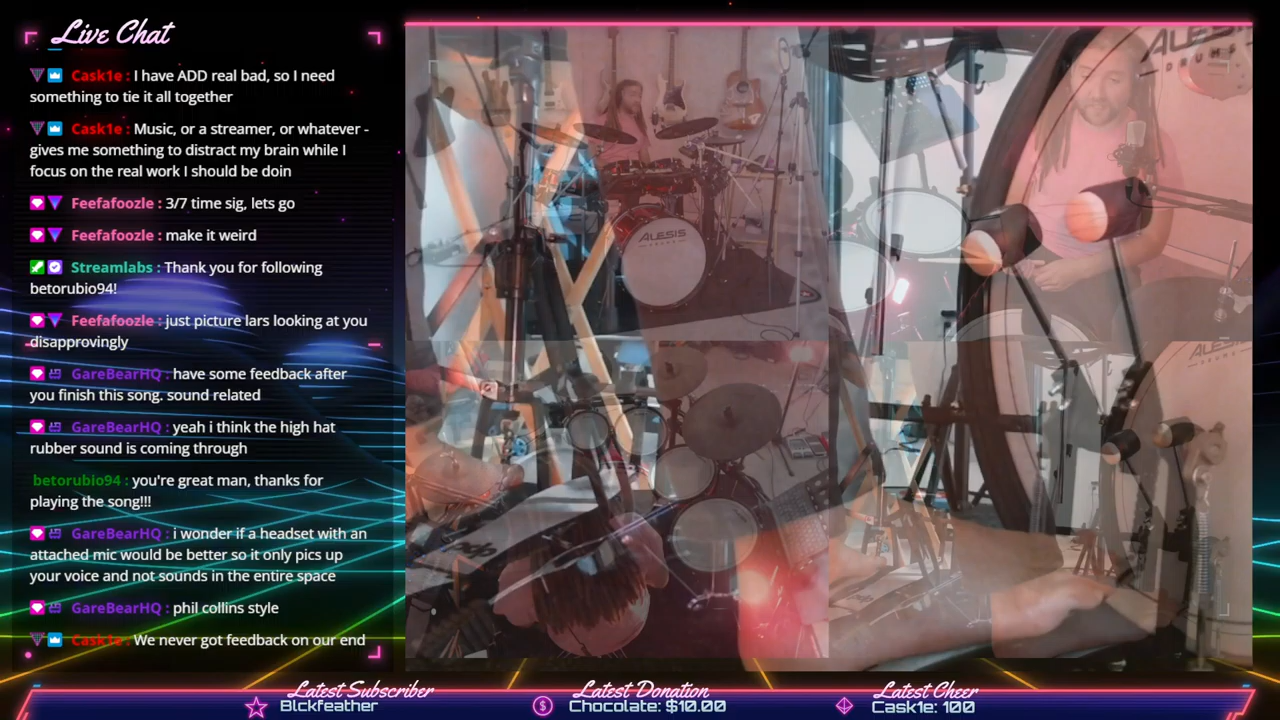 Live Chat
Cask1e : I have ADD real bad, so I need
something to tie it all together
Cask1e : Music, or a streamer, or whatever -
gives me something to distract my brain while I
focus on the real work I should be doin
Feefafoozle : 3/7 time sig, lets go
Feefafoozle : make it weird
Streamlabs : Thank you for following
betorubio94!
Feefafoozle : just picture lars looking at you
disapprovingly
GareBearHQ : have some feedback after
you finish this song. sound related
GareBearHQ : yeah i think the high hat
rubber sound is coming through
betorubio94 : you're great man, thanks for
playing the song!!!
GareBearHQ : i wonder if a headset with an
attached mic would be better so it only pics up
your voice and not sounds in the entire space
GareBearHQ : phil collins style
Cask1e : We never got feedback on our end
ALESIS
ALESIS
DRUMS
Latest Subscriber
Blckfeather
Latest Donation
Chocolate: $10.00
Latest Cheer
Cask1e: 100